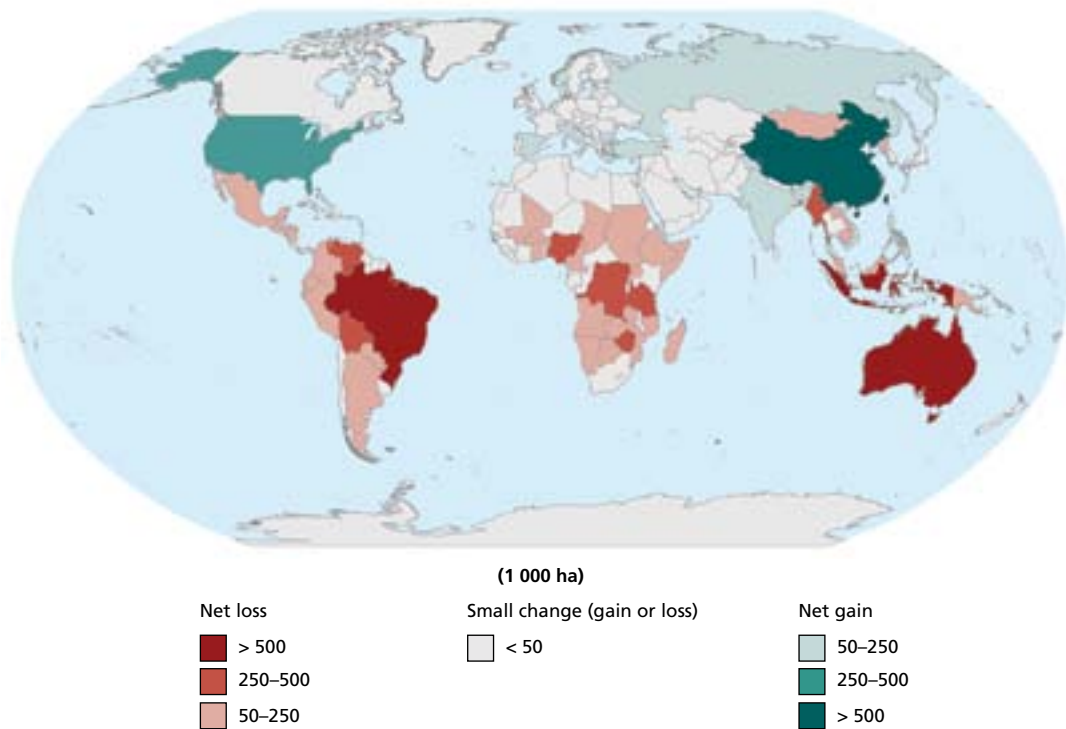 (1 000 ha)
Net loss
> 500
250–500
50–250
Small change (gain or loss)
< 50
Net gain
50–250
250–500
> 500